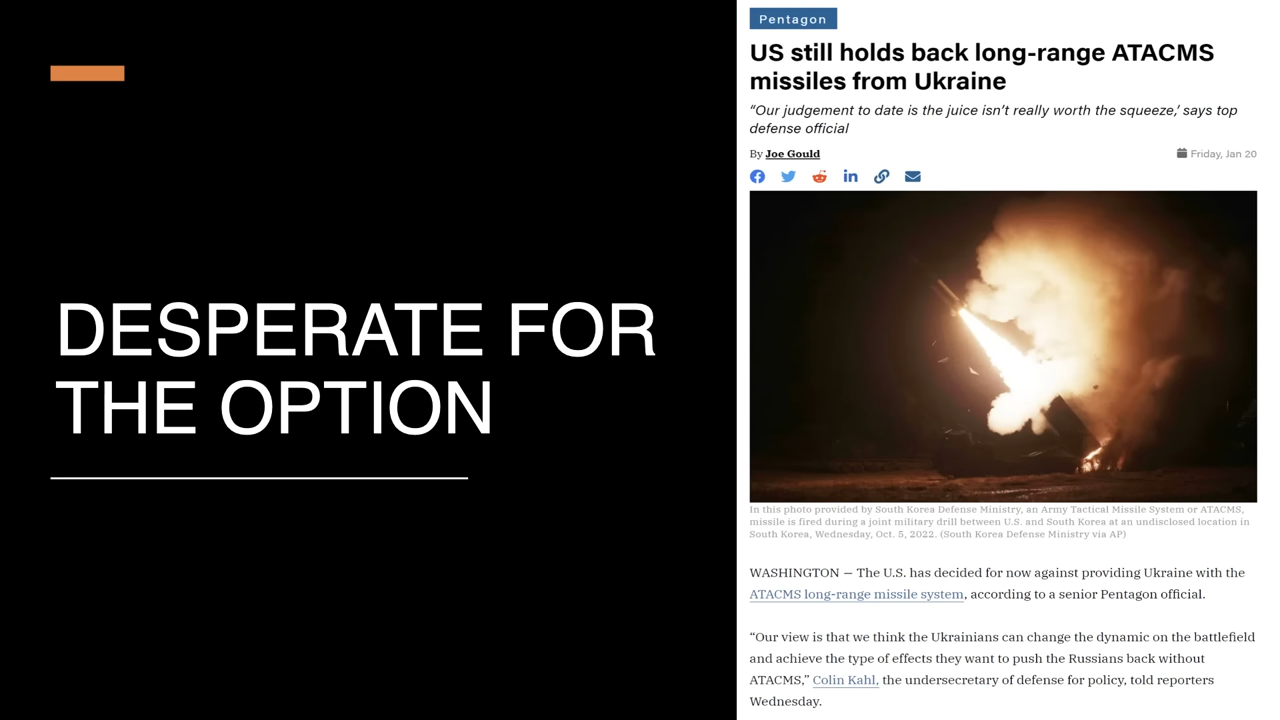 DESPERATE FOR
THE OPTION
Pentagon
US still holds back long-range ATACMS
missiles from Ukraine
“Our judgement to date is the juice isn’t really worth the squeeze,’ says top
defense official
By Joe Gould
Friday, Jan 20
In this photo provided by South Korea Defense Ministry, an Army Tactical Missile System or ATACMS,
missile is fired during a joint military drill between U.S. and South Korea at an undisclosed location in
South Korea, Wednesday, Oct. 5, 2022. (South Korea Defense Ministry via AP)
WASHINGTON — The U.S. has decided for now against providing Ukraine with the
ATACMS long-range missile system, according to a senior Pentagon official.
“Our view is that we think the Ukrainians can change the dynamic on the battlefield
and achieve the type of effects they want to push the Russians back without
ATACMS,” Colin Kahl, the undersecretary of defense for policy, told reporters
Wednesday.